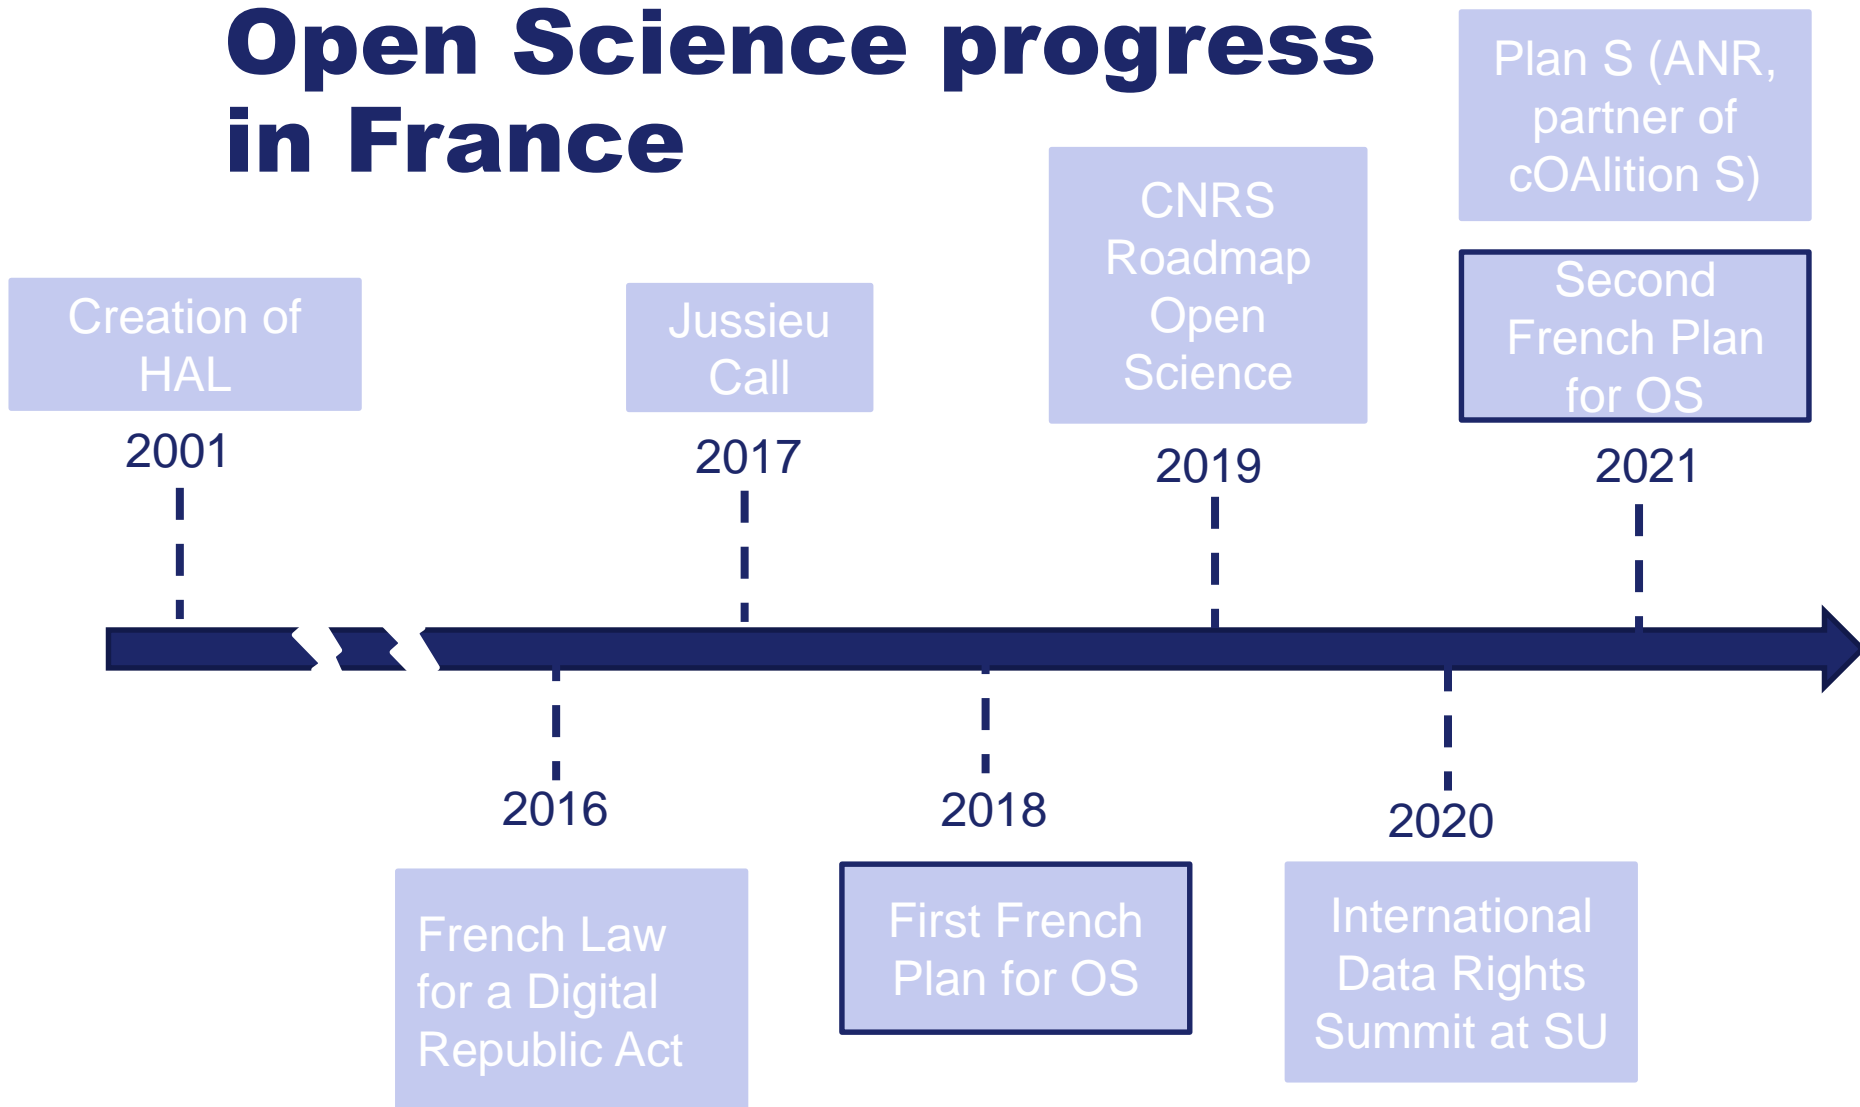 Open Science progress
in France
Creation of
HAL
2001
French Law
for a Digital
Republic Act
2016
Jussieu
Call
2017
First French
Plan for OS
2018
CNRS
Roadmap
Open
Science
2019
International
Data Rights
Summit at SU
2020
Plan S (ANR,
partner of
cOAlition S)
Second
French Plan
for OS
2021